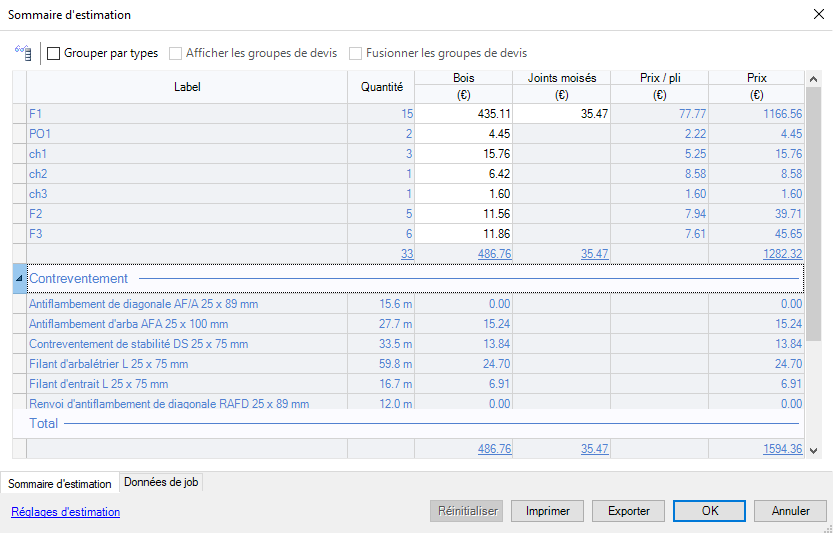 Sommaire d'estimation
Grouper par types Afficher les groupes de devis Fusionner les groupes de devis
Label Quantité Bois (€) Joints moisés (€) Prix / pli (€) Prix (€)
F1 15 435.11 35.47 77.77 1166.56
PO1 2 4.45 2.22 4.45
ch1 3 15.76 5.25 15.76
ch2 1 6.42 8.58 8.58
ch3 1 1.60 1.60 1.60
F2 5 11.56 7.94 39.71
F3 6 11.86 7.61 45.65
33 486.76 35.47 1282.32
Contreventement
Antiflambement de diagonale AF/A 25 x 89 mm 15.6 m 0.00 0.00
Antiflambement d'arba AFA 25 x 100 mm 27.7 m 15.24 15.24
Contreventement de stabilité DS 25 x 75 mm 33.5 m 13.84 13.84
Filant d'arbalétrier L 25 x 75 mm 59.8 m 24.70 24.70
Filant d'entrait L 25 x 75 mm 16.7 m 6.91 6.91
Renvoi d'antiflambement de diagonale RAFD 25 x 89 mm 12.0 m 0.00 0.00
Total
486.76 35.47 1594.36
Sommaire d'estimation Données de job
Réglages d'estimation Réinitialiser Imprimer Exporter OK Annuler